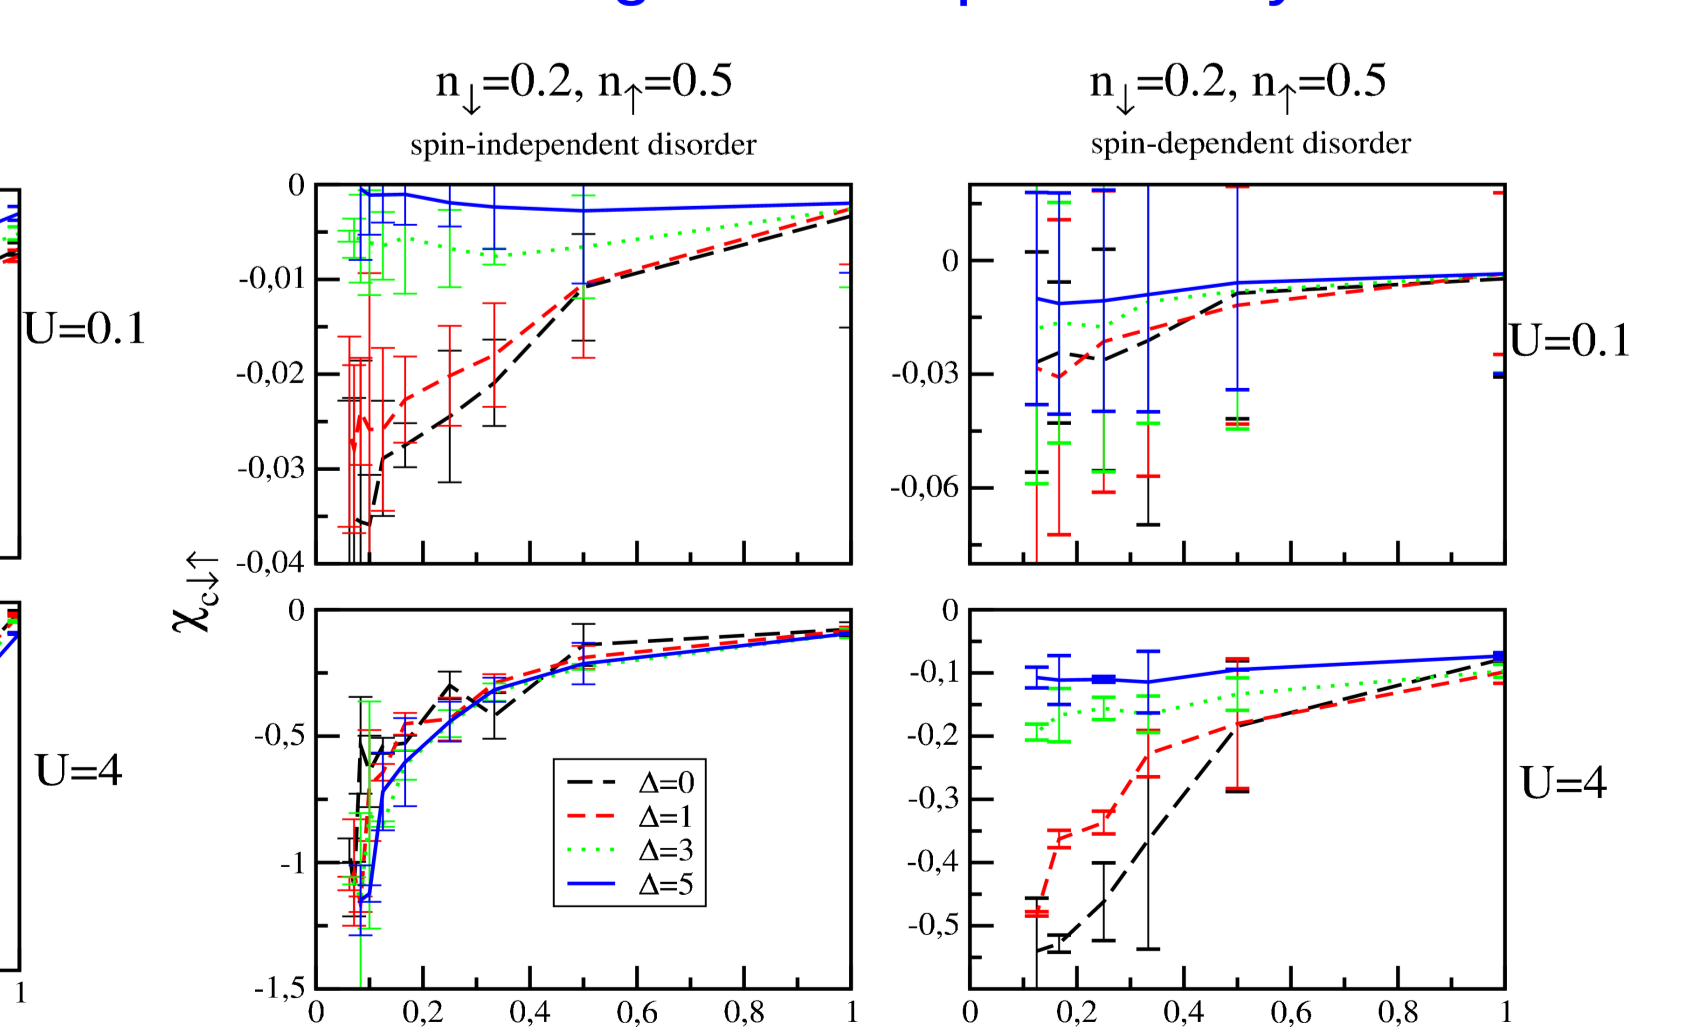 n↓=0.2, n↑=0.5
spin-independent disorder
n↓=0.2, n↑=0.5
spin-dependent disorder
U=0.1
0
-0,01
-0,02
-0,03
-0,04
0
-0,03
-0,06
U=0.1
χc↓↑
U=4
0
-0,5
-1
-1,5
Δ=0
Δ=1
Δ=3
Δ=5
0
-0,1
-0,2
-0,3
-0,4
-0,5
U=4
1
0 0,2 0,4 0,6 0,8 1
0 0,2 0,4 0,6 0,8 1